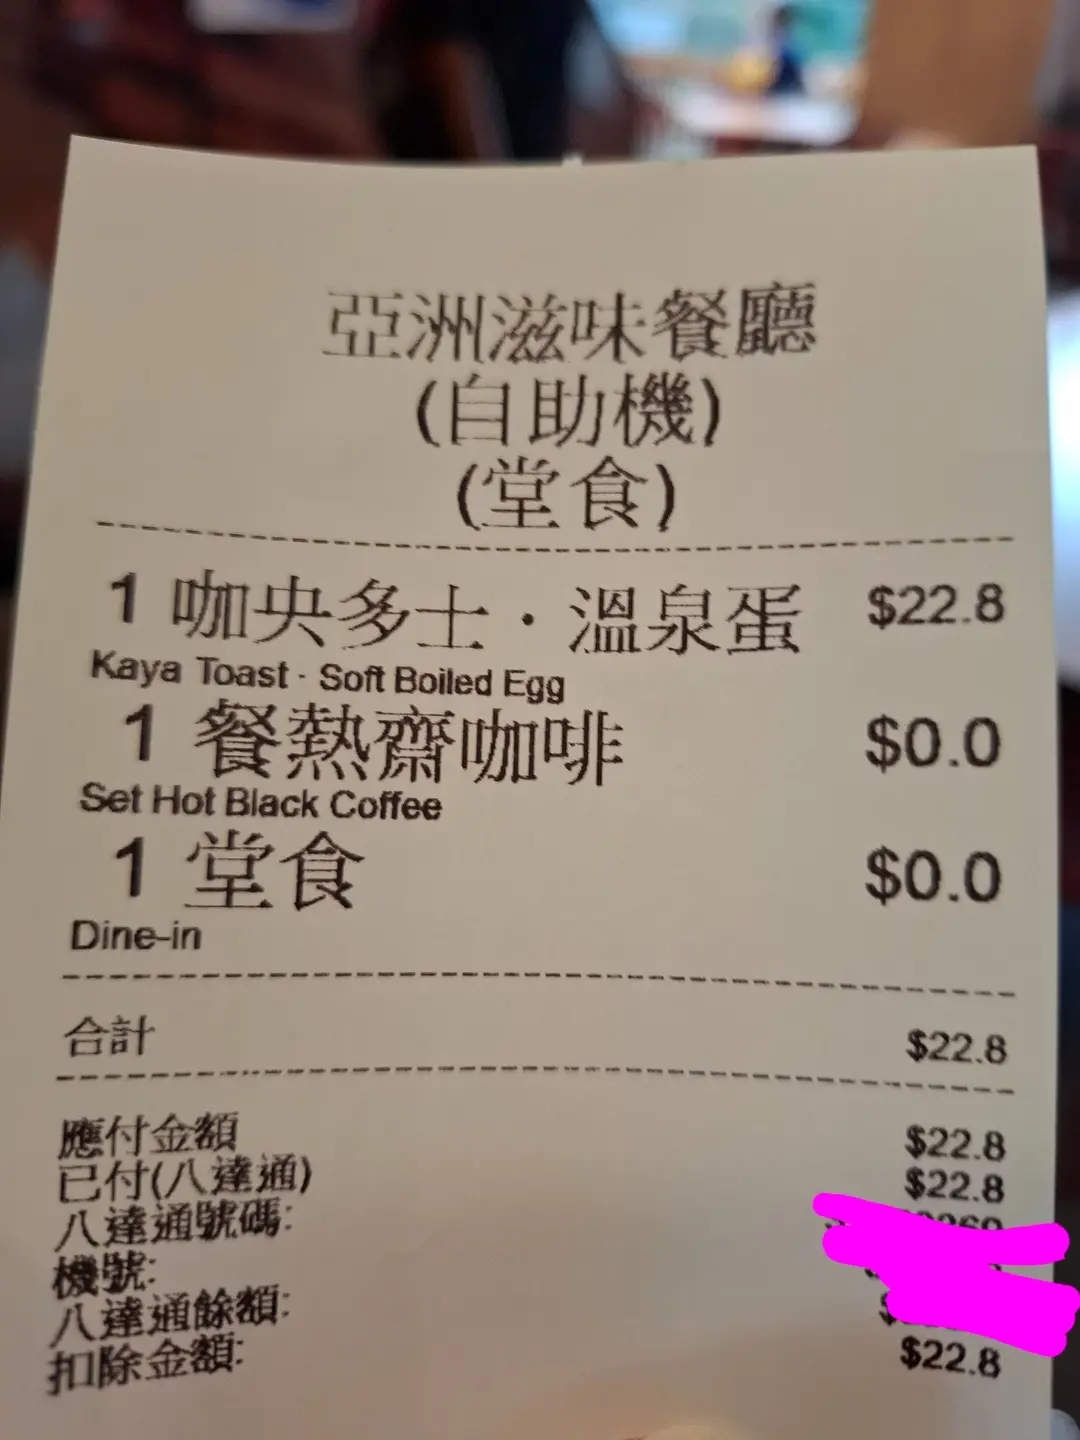 亞洲滋味餐廳
(自助機)
(堂食)
1 咖央多士·溫泉蛋 $22.8
Kaya Toast · Soft Boiled Egg
1 餐熱齋咖啡 $0.0
Set Hot Black Coffee
1 堂食 $0.0
Dine-in
合計 $22.8
應付金額 $22.8
已付(八達通) $22.8
八達通號碼:
機號:
八達通餘額:
扣除金額: $22.8